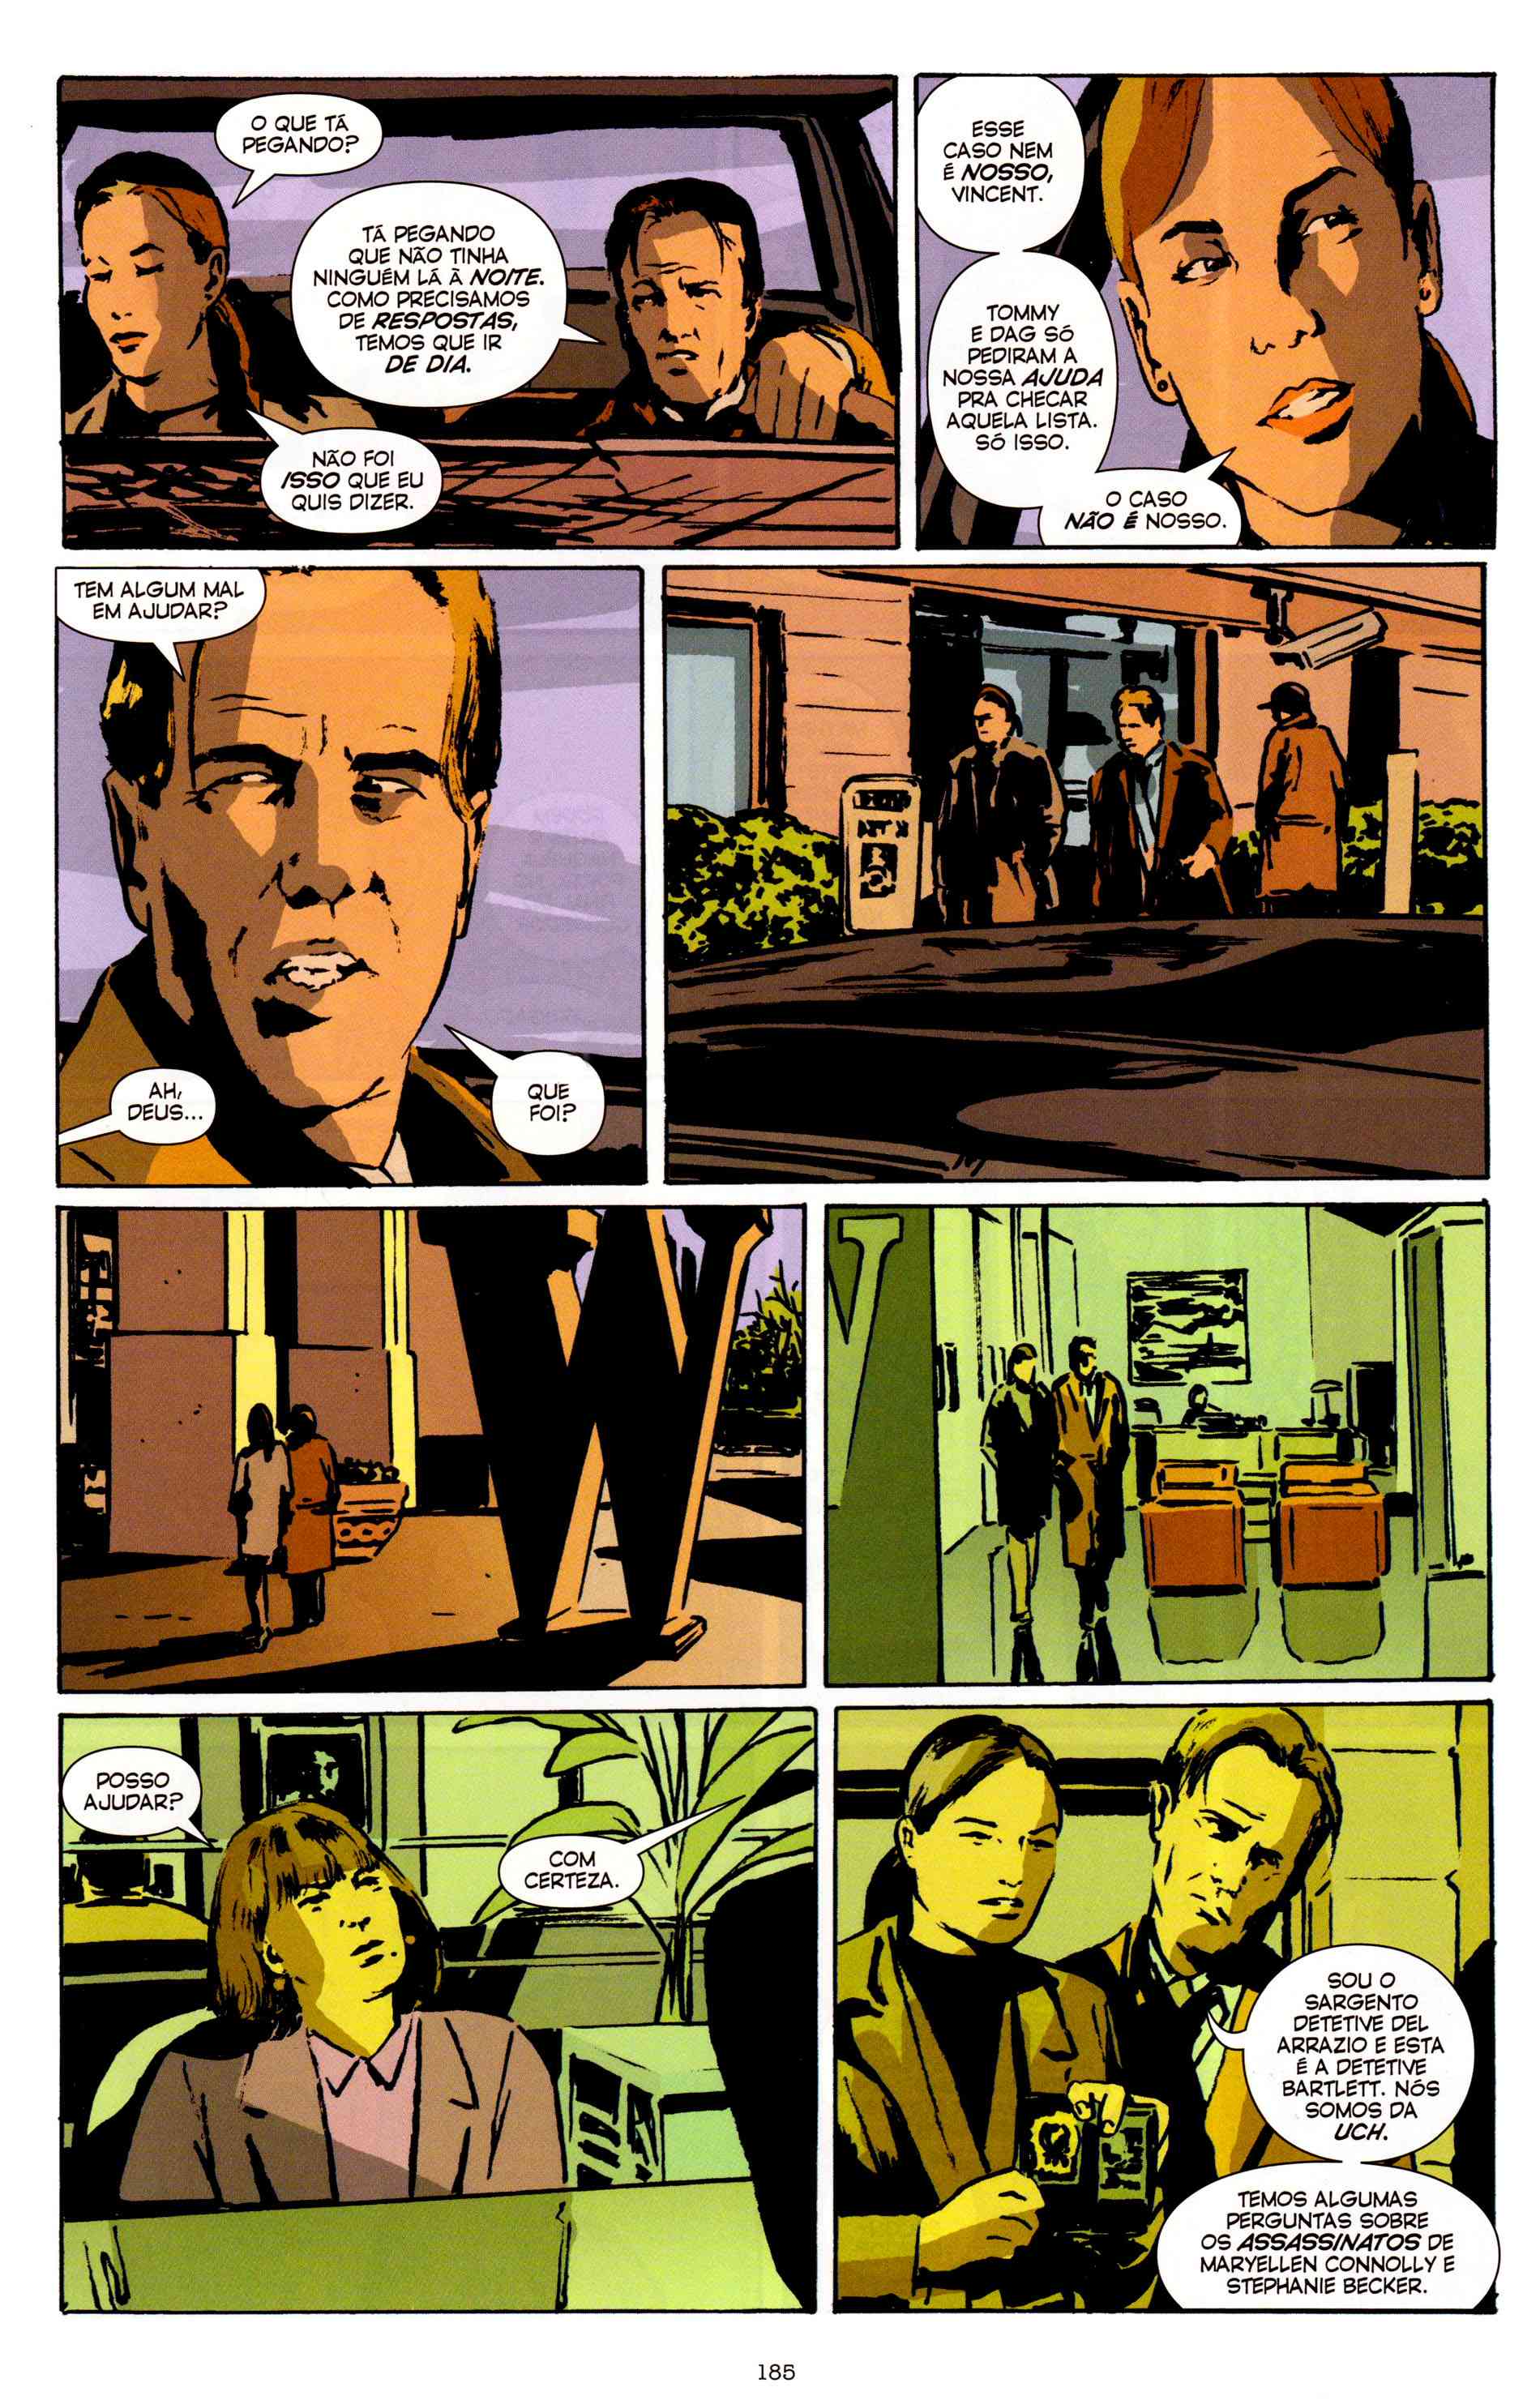 O QUE TÁ
PEGANDO?
TÁ PEGANDO
QUE NÃO TINHA
NINGUÉM LÁ À NOITE.
COMO PRECISAMOS
DE RESPOSTAS,
TEMOS QUE IR
DE DIA.
NÃO FOI
ISSO QUE EU
QUIS DIZER.
ESSE
CASO NEM
É NOSSO,
VINCENT.
TOMMY
E DAG SÓ
PEDIRAM A
NOSSA AJUDA
PRA CHECAR
AQUELA LISTA.
SÓ ISSO.
O CASO
NÃO É NOSSO.
TEM ALGUM MAL
EM AJUDAR?
AH,
DEUS...
QUE
FOI?
W
POSSO
AJUDAR?
COM
CERTEZA.
SOU O
SARGENTO
DETETIVE DEL
ARRAZIO E ESTA
É A DETETIVE
BARTLETT. NÓS
SOMOS DA
UCH.
TEMOS ALGUMAS
PERGUNTAS SOBRE
OS ASSASSINATOS DE
MARYELLEN CONNOLLY E
STEPHANIE BECKER.
185